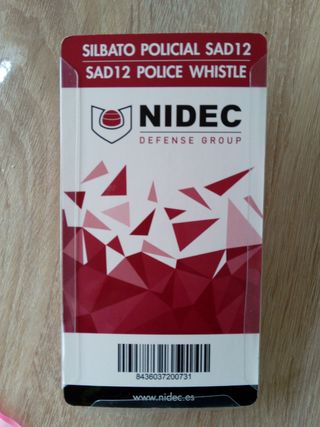 SILBATO POLICIAL SAD12
SAD12 POLICE WHISTLE
NIDEC
DEFENSE GROUP
8436037200731
www.nidec.es